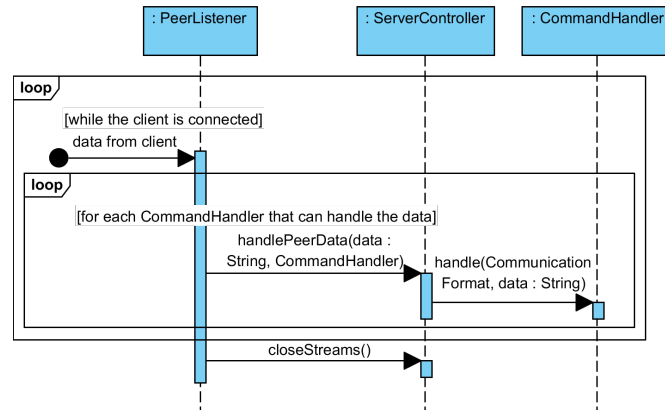 : PeerListener
: ServerController
: CommandHandler
loop
[while the client is connected]
data from client
loop
[for each CommandHandler that can handle the data]
handlePeerData(data :
String, CommandHandler)
handle(Communication
Format, data : String)
closeStreams()